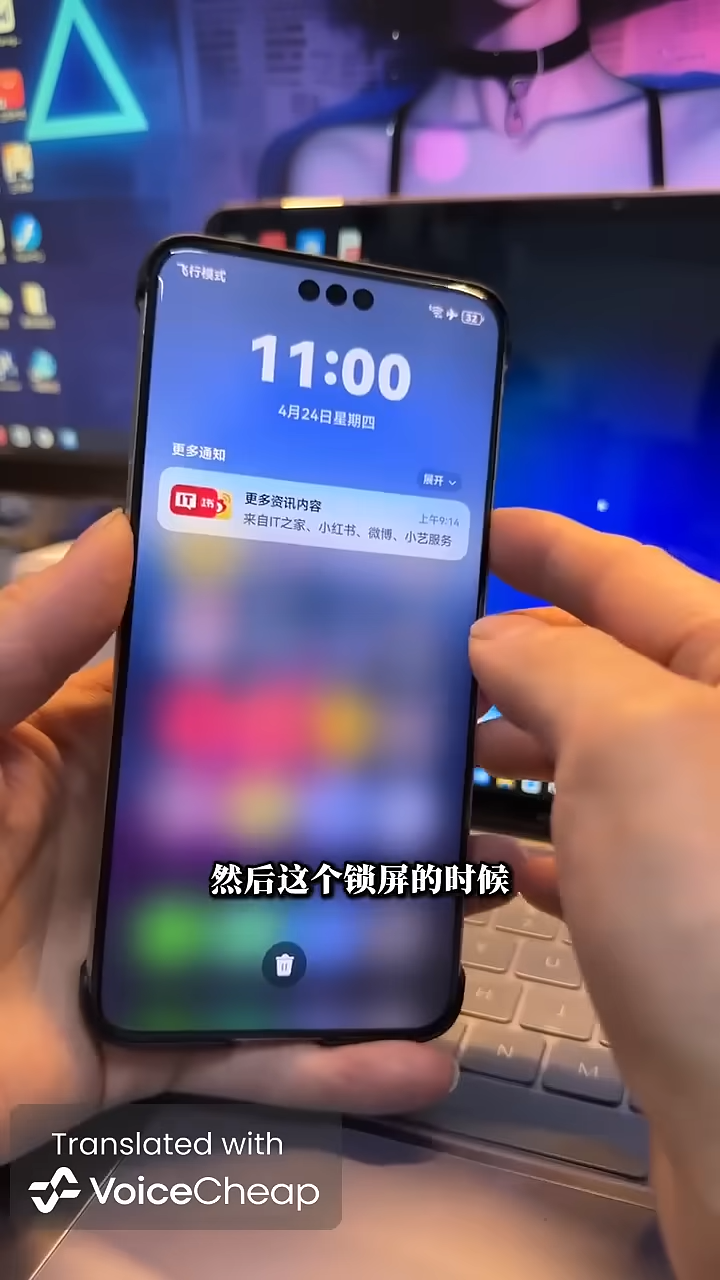 飞行模式
32
11:00
4月24日星期四
更多通知
展开
IT
更多资讯内容
上午9:14
来自IT之家、小红书、微博、小艺服务
然后这个锁屏的时候
U
H
J
N
M
Translated with
VoiceCheap